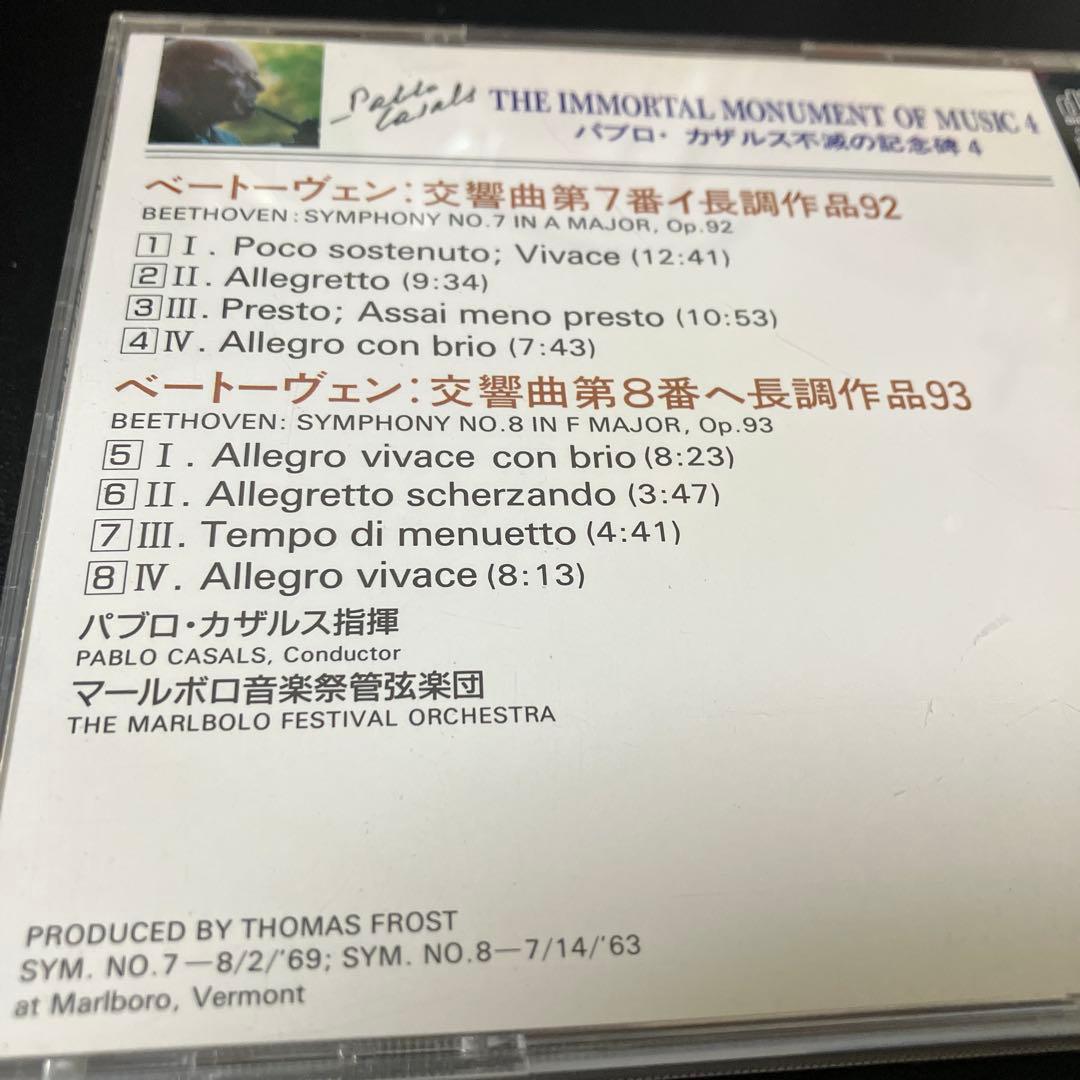 Pablo Casals
THE IMMORTAL MONUMENT OF MUSIC 4
パブロ・カザルス不滅の記念碑4
ベートーヴェン:交響曲第7番イ長調作品92
BEETHOVEN: SYMPHONY NO.7 IN A MAJOR, Op.92
1 I. Poco sostenuto; Vivace (12:41)
2 II. Allegretto (9:34)
3 III. Presto; Assai meno presto (10:53)
4 IV. Allegro con brio (7:43)
ベートーヴェン:交響曲第8番ヘ長調作品93
BEETHOVEN: SYMPHONY NO.8 IN F MAJOR, Op.93
5 I. Allegro vivace con brio (8:23)
6 II. Allegretto scherzando (3:47)
7 III. Tempo di menuetto (4:41)
8 IV. Allegro vivace (8:13)
パブロ・カザルス指揮
PABLO CASALS, Conductor
マールボロ音楽祭管弦楽団
THE MARLBOLO FESTIVAL ORCHESTRA
PRODUCED BY THOMAS FROST
SYM. NO.7—8/2/'69; SYM. NO.8—7/14/'63
at Marlboro, Vermont